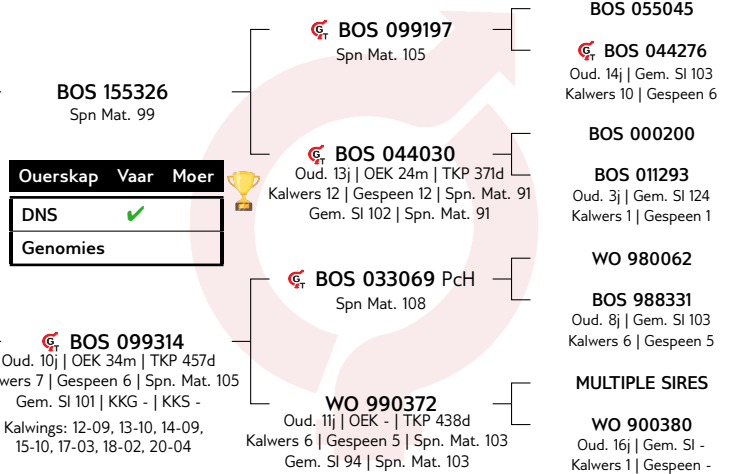 BOS 055045
BOS 099197
Spn Mat. 105
BOS 044276
Oud. 14j | Gem. SI 103
Kalwers 10 | Gespeen 6
BOS 155326
Spn Mat. 99
BOS 000200
BOS 044030
Oud. 13j | OEK 24m | TKP 371d
Kalwers 12 | Gespeen 12 | Spn. Mat. 91
Gem. SI 102 | Spn. Mat. 91
BOS 011293
Oud. 3j | Gem. SI 124
Kalwers 1 | Gespeen 1
Ouerskap Vaar Moer
DNS ✔
Genomies
WO 980062
BOS 033069 PcH
Spn Mat. 108
BOS 988331
Oud. 8j | Gem. SI 103
Kalwers 6 | Gespeen 5
BOS 099314
Oud. 10j | OEK 34m | TKP 457d
wers 7 | Gespeen 6 | Spn. Mat. 105
Gem. SI 101 | KKG - | KKS -
Kalwings: 12-09, 13-10, 14-09,
15-10, 17-03, 18-02, 20-04
MULTIPLE SIRES
WO 990372
Oud. 11j | OEK - | TKP 438d
Kalwers 6 | Gespeen 5 | Spn. Mat. 103
Gem. SI 94 | Spn. Mat. 103
WO 900380
Oud. 16j | Gem. SI -
Kalwers 1 | Gespeen -